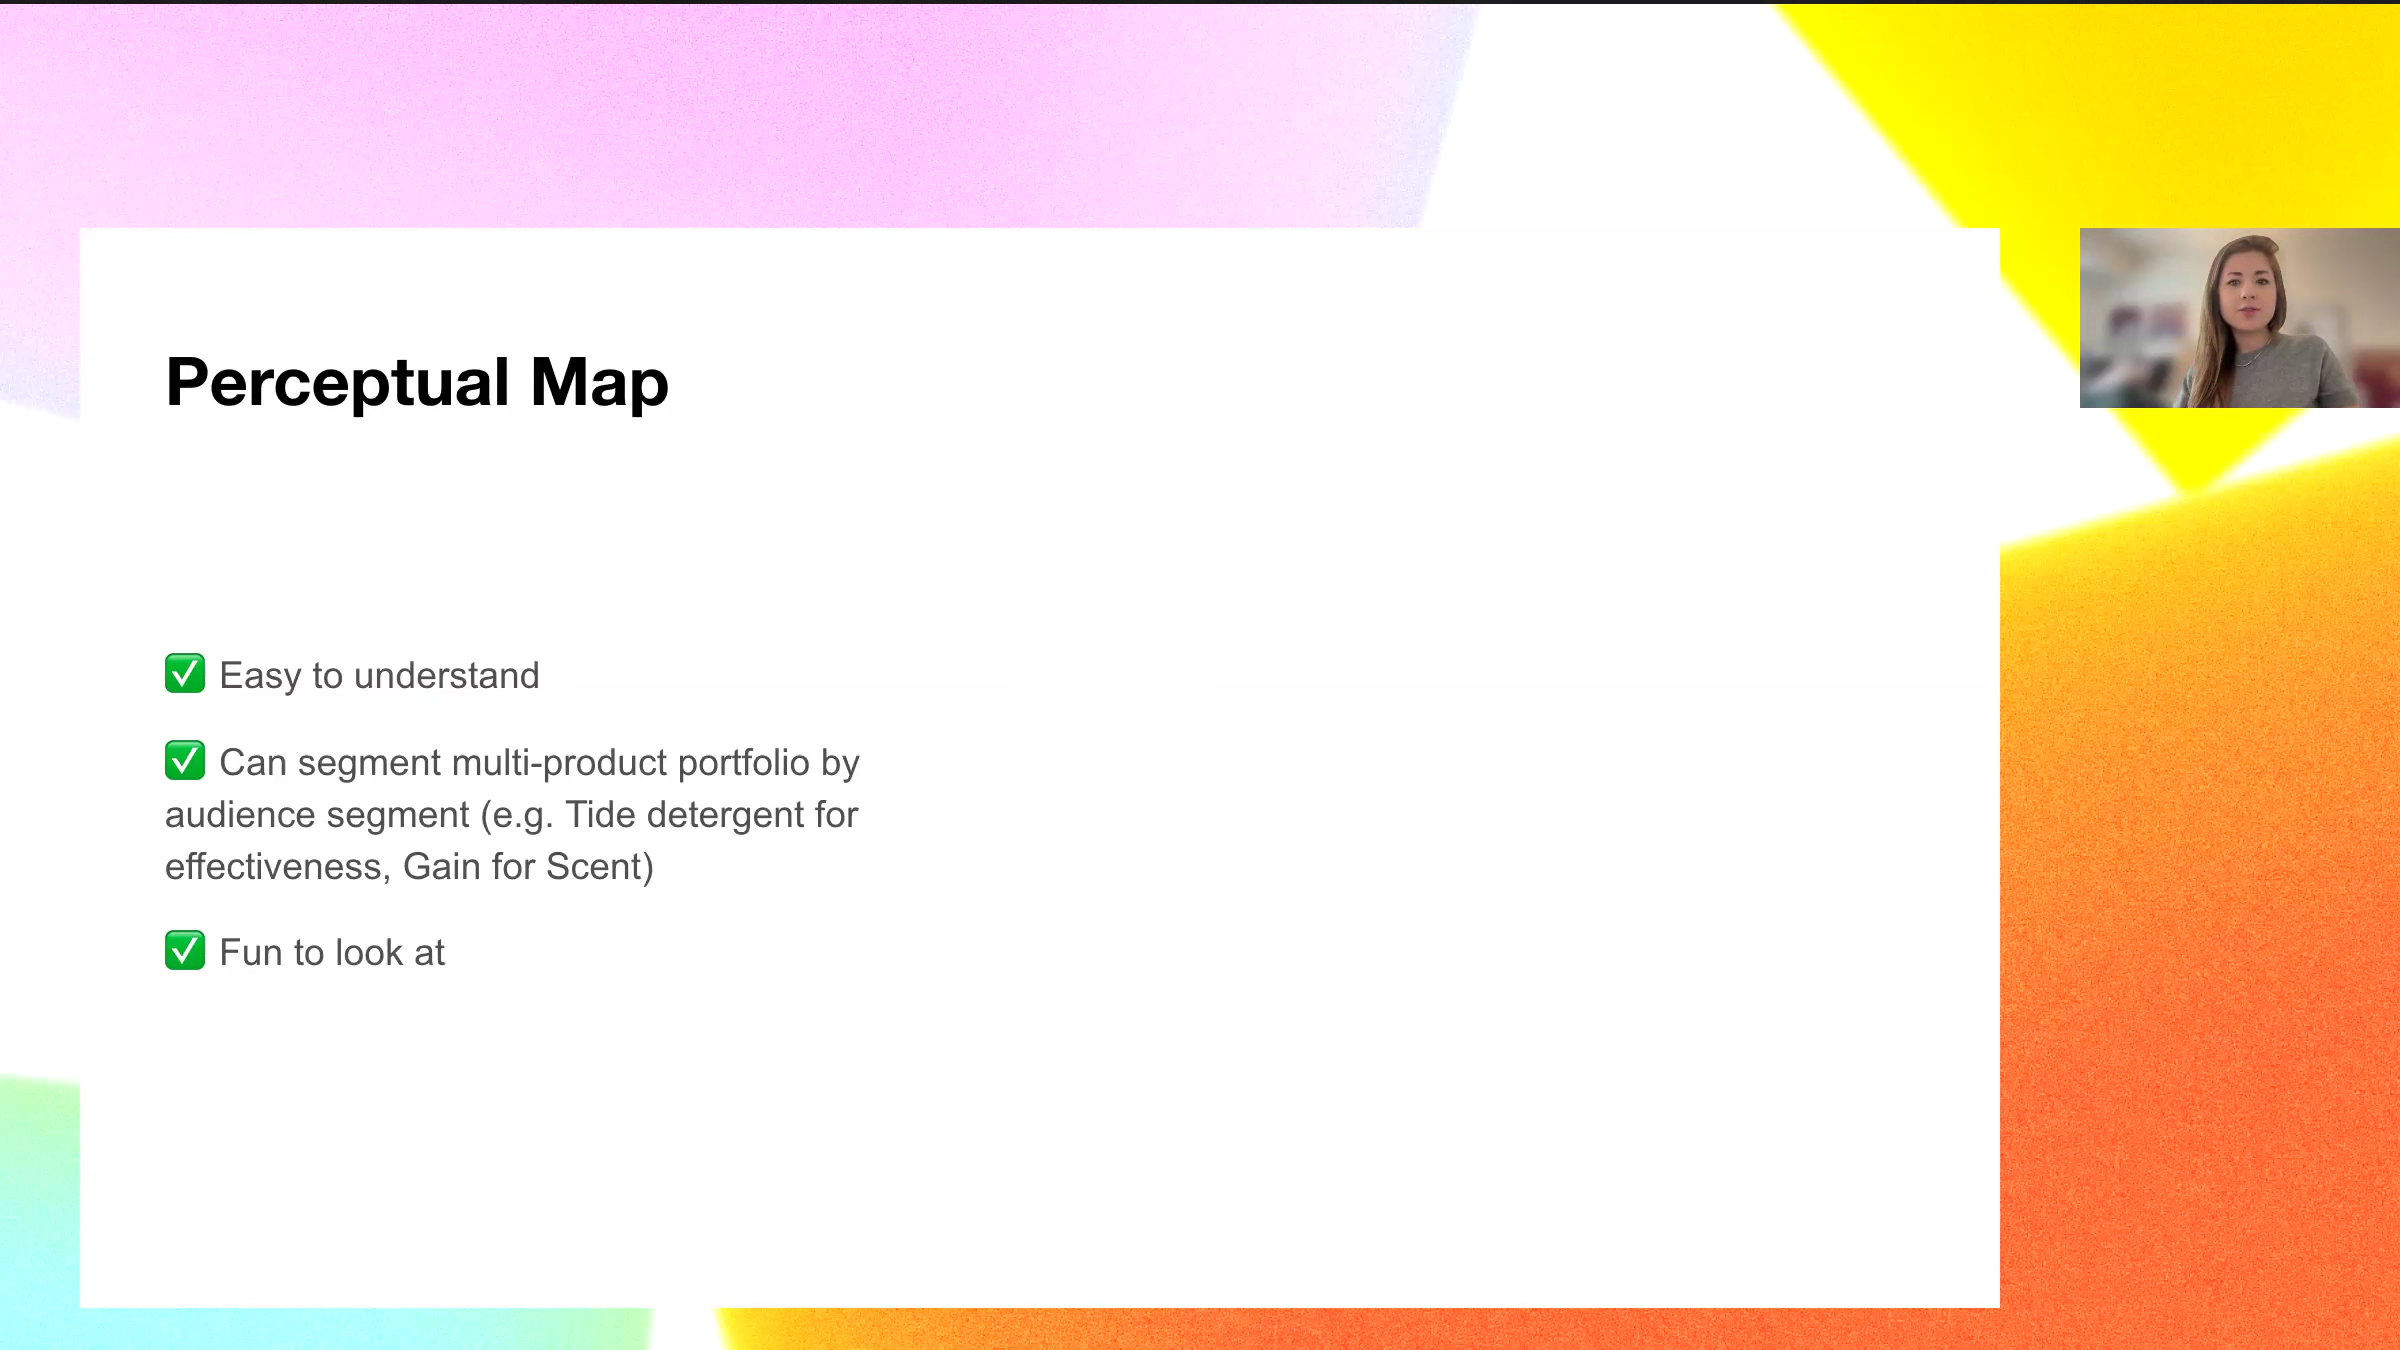 Perceptual Map
✅ Easy to understand
✅ Can segment multi-product portfolio by
audience segment (e.g. Tide detergent for
effectiveness, Gain for Scent)
✅ Fun to look at